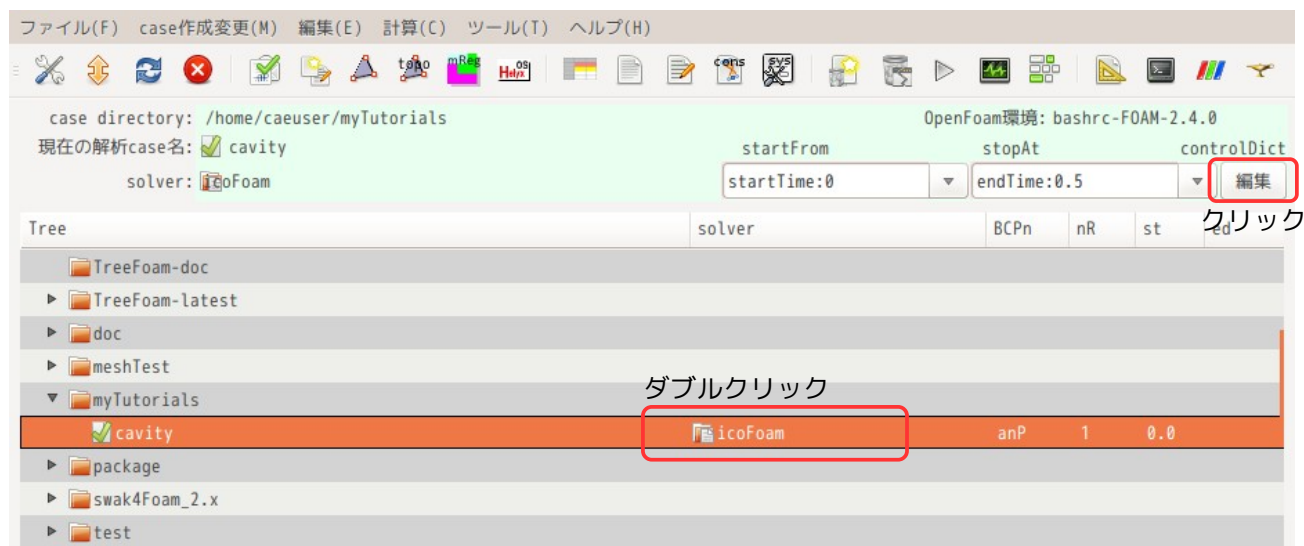 ファイル(F) case作成変更(M) 編集(E) 計算(C) ツール(T) ヘルプ(H)
topo mReg Helyx OS cons sys
case directory: /home/caeuser/myTutorials OpenFoam環境: bashrc-FOAM-2.4.0
現在の解析case名: cavity startFrom stopAt controlDict
solver: icoFoam startTime:0 endTime:0.5 編集
クリック
Tree solver BCPn nR st ed
TreeFoam-doc
TreeFoam-latest
doc
meshTest
ダブルクリック
myTutorials
cavity icoFoam anP 1 0.0
package
swak4Foam_2.x
test